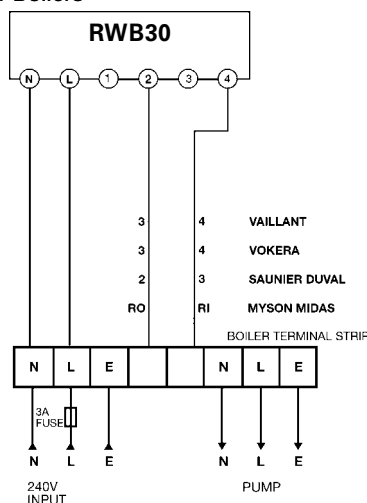 RWB30
N L 1 2 3 4
3 4 VAILLANT
3 4 VOKERA
2 3 SAUNIER DUVAL
RO RI MYSON MIDAS
BOILER TERMINAL STRIP
N L E N L E
3A
FUSE
N L E N L E
240V
INPUT
PUMP